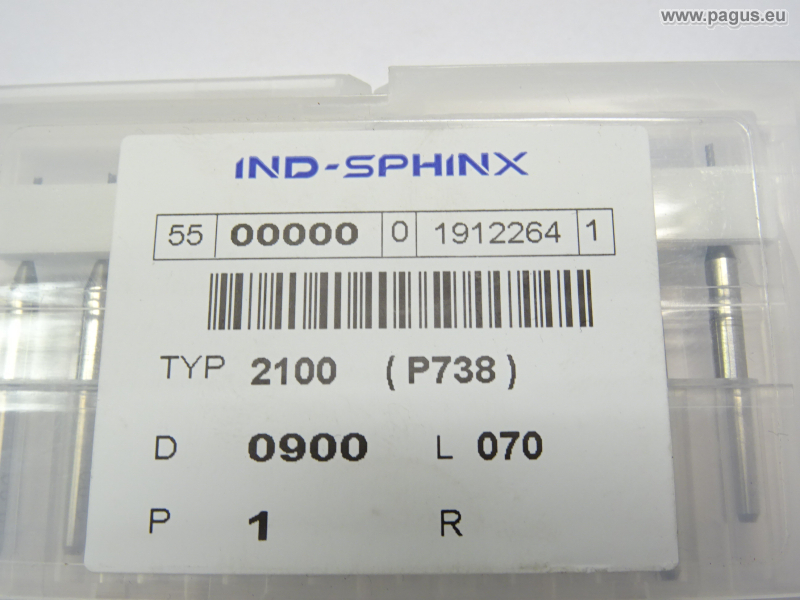 www.pagus.eu
IND-SPHINX
55 00000 0 1912264 1
TYP 2100 ( P738 )
D 0900 L 070
P 1 R